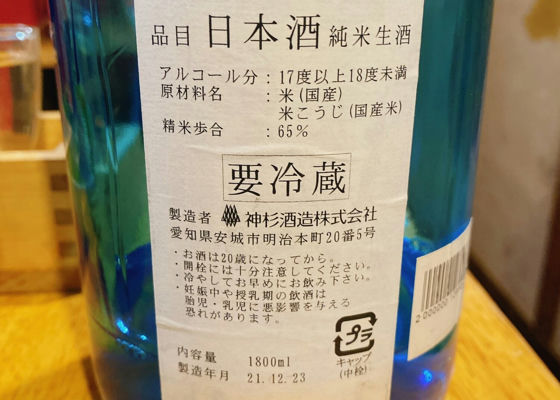 品目 日本酒 純米生酒
アルコール分 : 17度以上18度未満
原材料名 : 米(国産)
米こうじ(国産米)
精米歩合 : 65%
要冷蔵
製造者 神杉酒造株式会社
愛知県安城市明治本町20番5号
・お酒は20歳になってから。
・開栓には十分注意してください。
・冷やしてお早めにお飲み下さい。
・妊娠中や授乳期の飲酒は
胎児・乳児に悪影響を与える
恐れがあります。
プラ
キャップ
(中栓)
内容量 1800ml
製造年月 21.12.23